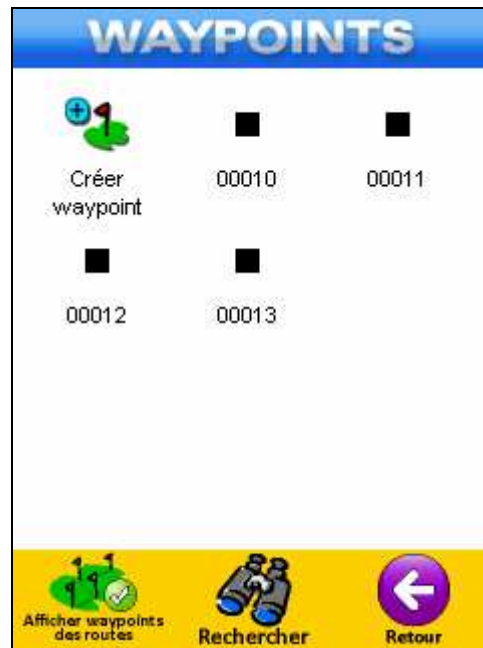 WAYPOINTS
Créer
waypoint
00010
00011
00012
00013
Afficher waypoints
des routes
Rechercher
Retour